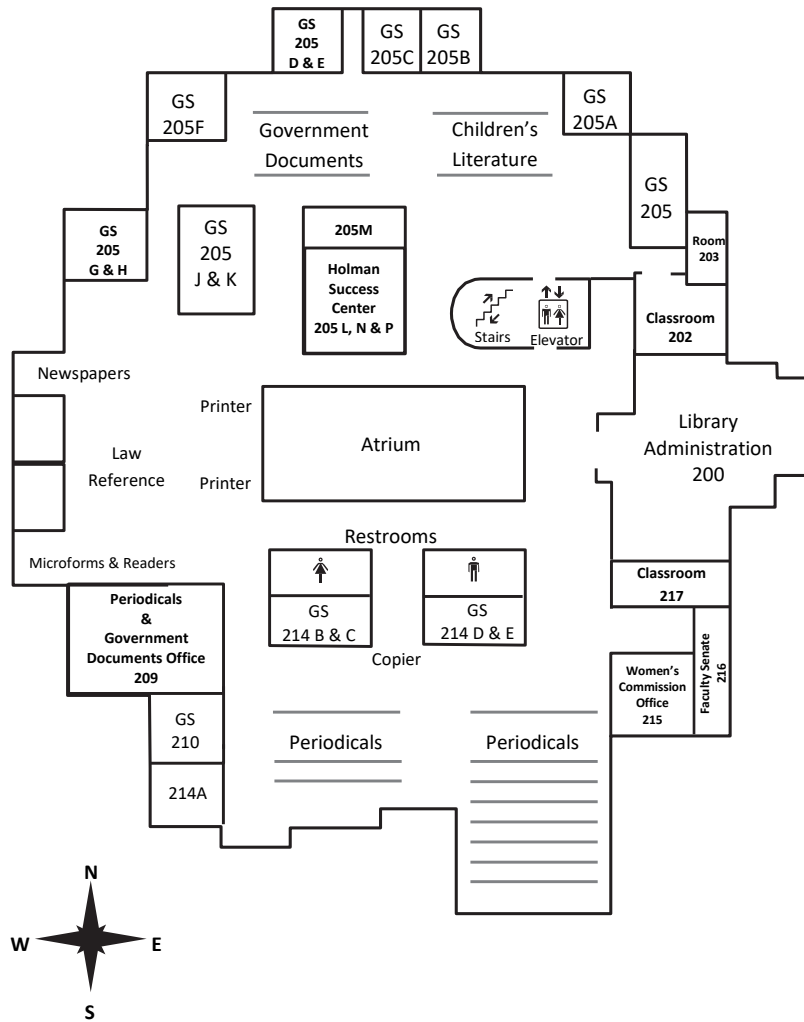 GS
205
D & E
GS
205C
GS
205B
GS
205F
GS
205A
Government
Documents
Children's
Literature
GS
205
GS
205
G & H
GS
205
J & K
205M
Holman
Success
Center
205 L, N & P
Room
203
Stairs
Elevator
Classroom
202
Newspapers
Printer
Atrium
Library
Administration
200
Law
Reference
Printer
Restrooms
Microforms & Readers
Classroom
217
Periodicals
&
Government
Documents Office
209
GS
214 B & C
GS
214 D & E
Copier
Women's
Commission
Office
215
Faculty Senate
216
GS
210
Periodicals
Periodicals
214A
N
W
E
S